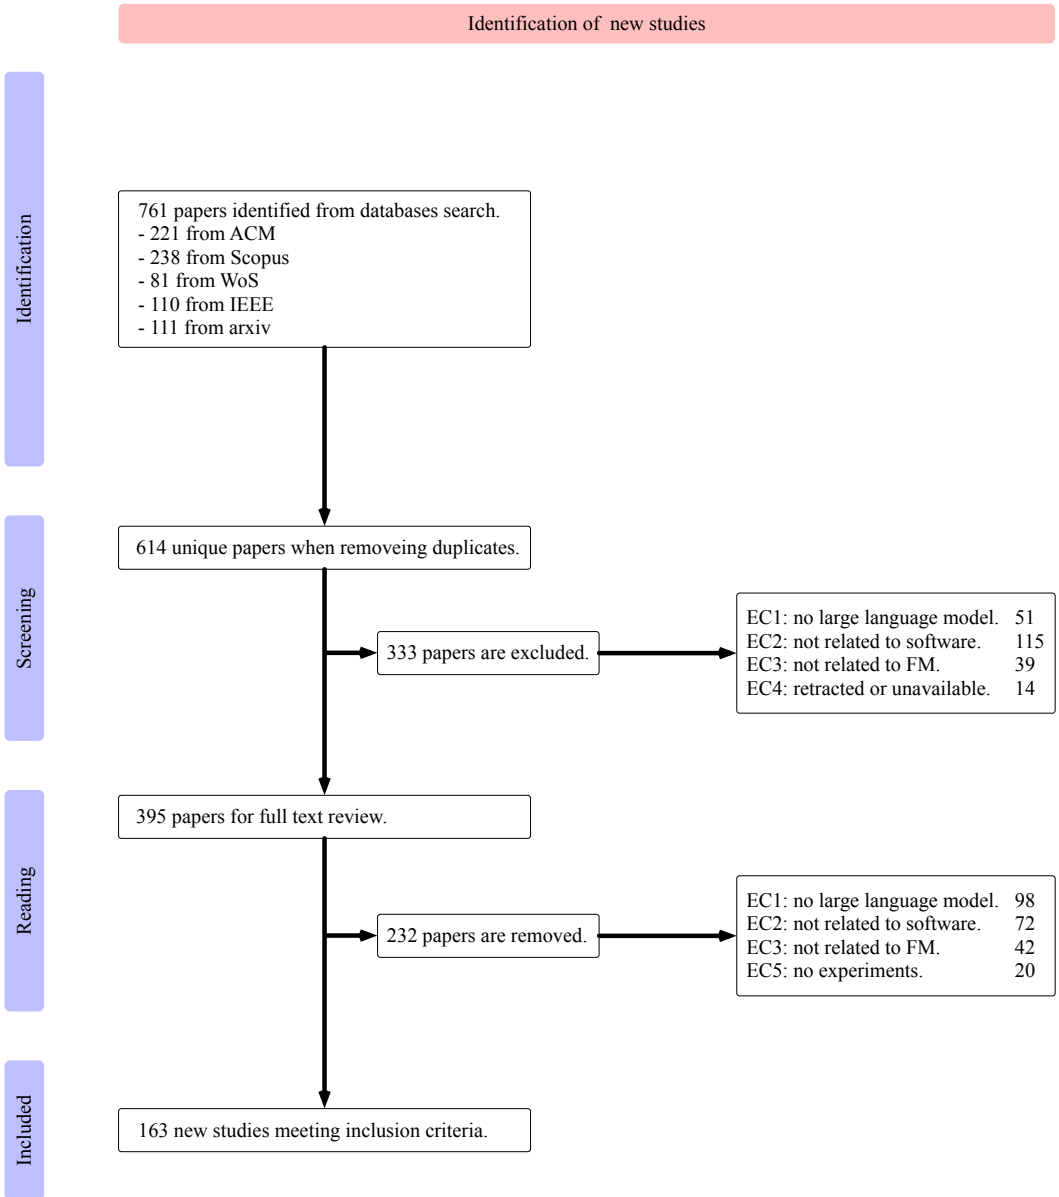 Identification of  new studies
Identification
761 papers identified from databases search.
- 221 from ACM
- 238 from Scopus
- 81 from WoS
- 110 from IEEE
- 111 from arxiv
Screening
614 unique papers when removeing duplicates.
333 papers are excluded.
EC1: no large language model. 51
EC2: not related to software. 115
EC3: not related to FM. 39
EC4: retracted or unavailable. 14
Reading
395 papers for full text review.
232 papers are removed.
EC1: no large language model. 98
EC2: not related to software. 72
EC3: not related to FM. 42
EC5: no experiments. 20
Included
163 new studies meeting inclusion criteria.